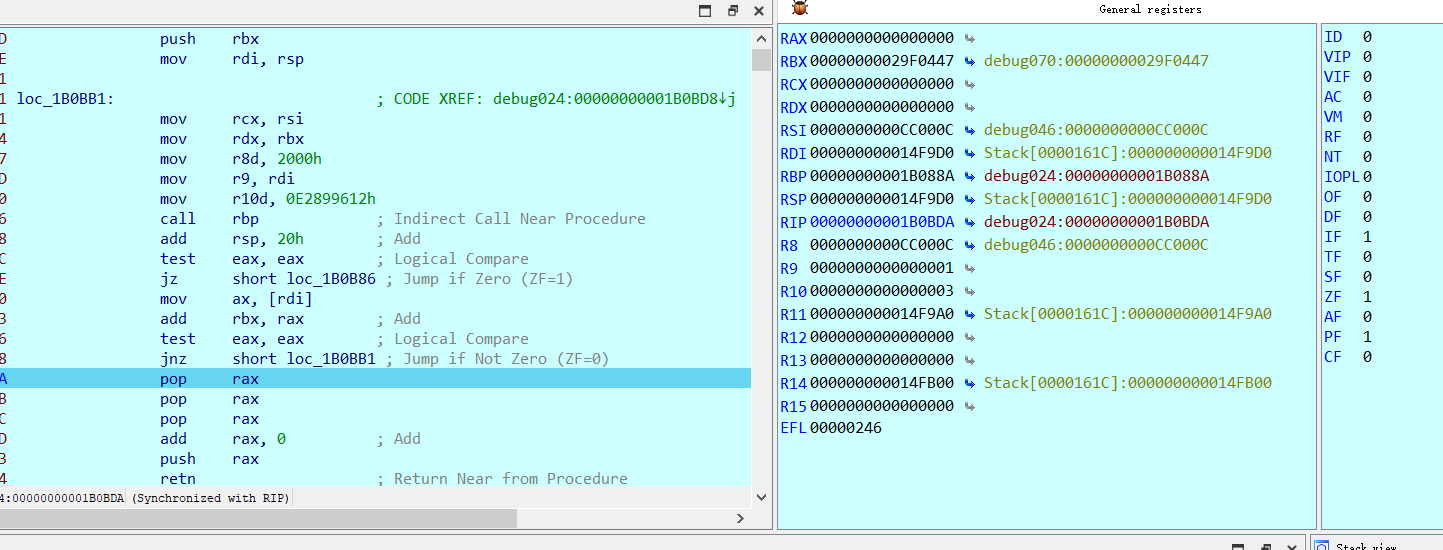 General registers
D push rbx
E mov rdi, rsp
1
1 loc_1B0BB1: ; CODE XREF: debug024:00000000001B0BD8↓j
1 mov rcx, rsi
4 mov rdx, rbx
7 mov r8d, 2000h
D mov r9, rdi
0 mov r10d, 0E2899612h
6 call rbp ; Indirect Call Near Procedure
8 add rsp, 20h ; Add
C test eax, eax ; Logical Compare
E jz short loc_1B0B86 ; Jump if Zero (ZF=1)
0 mov ax, [rdi]
3 add rbx, rax ; Add
6 test eax, eax ; Logical Compare
8 jnz short loc_1B0BB1 ; Jump if Not Zero (ZF=0)
A pop rax
B pop rax
C pop rax
D add rax, 0 ; Add
3 push rax
4 retn ; Return Near from Procedure
4:00000000001B0BDA (Synchronized with RIP)
RAX 0000000000000000
RBX 00000000029F0447 debug070:00000000029F0447
RCX 0000000000000000
RDX 0000000000000000
RSI 0000000000CC000C debug046:0000000000CC000C
RDI 000000000014F9D0 Stack[0000161C]:000000000014F9D0
RBP 00000000001B088A debug024:00000000001B088A
RSP 000000000014F9D0 Stack[0000161C]:000000000014F9D0
RIP 00000000001B0BDA debug024:00000000001B0BDA
R8 0000000000CC000C debug046:0000000000CC000C
R9 0000000000000001
R10 0000000000000003
R11 000000000014F9A0 Stack[0000161C]:000000000014F9A0
R12 0000000000000000
R13 0000000000000000
R14 000000000014FB00 Stack[0000161C]:000000000014FB00
R15 0000000000000000
EFL 00000246
ID 0
VIP 0
VIF 0
AC 0
VM 0
RF 0
NT 0
IOPL 0
OF 0
DF 0
IF 1
TF 0
SF 0
ZF 1
AF 0
PF 1
CF 0
Stack view